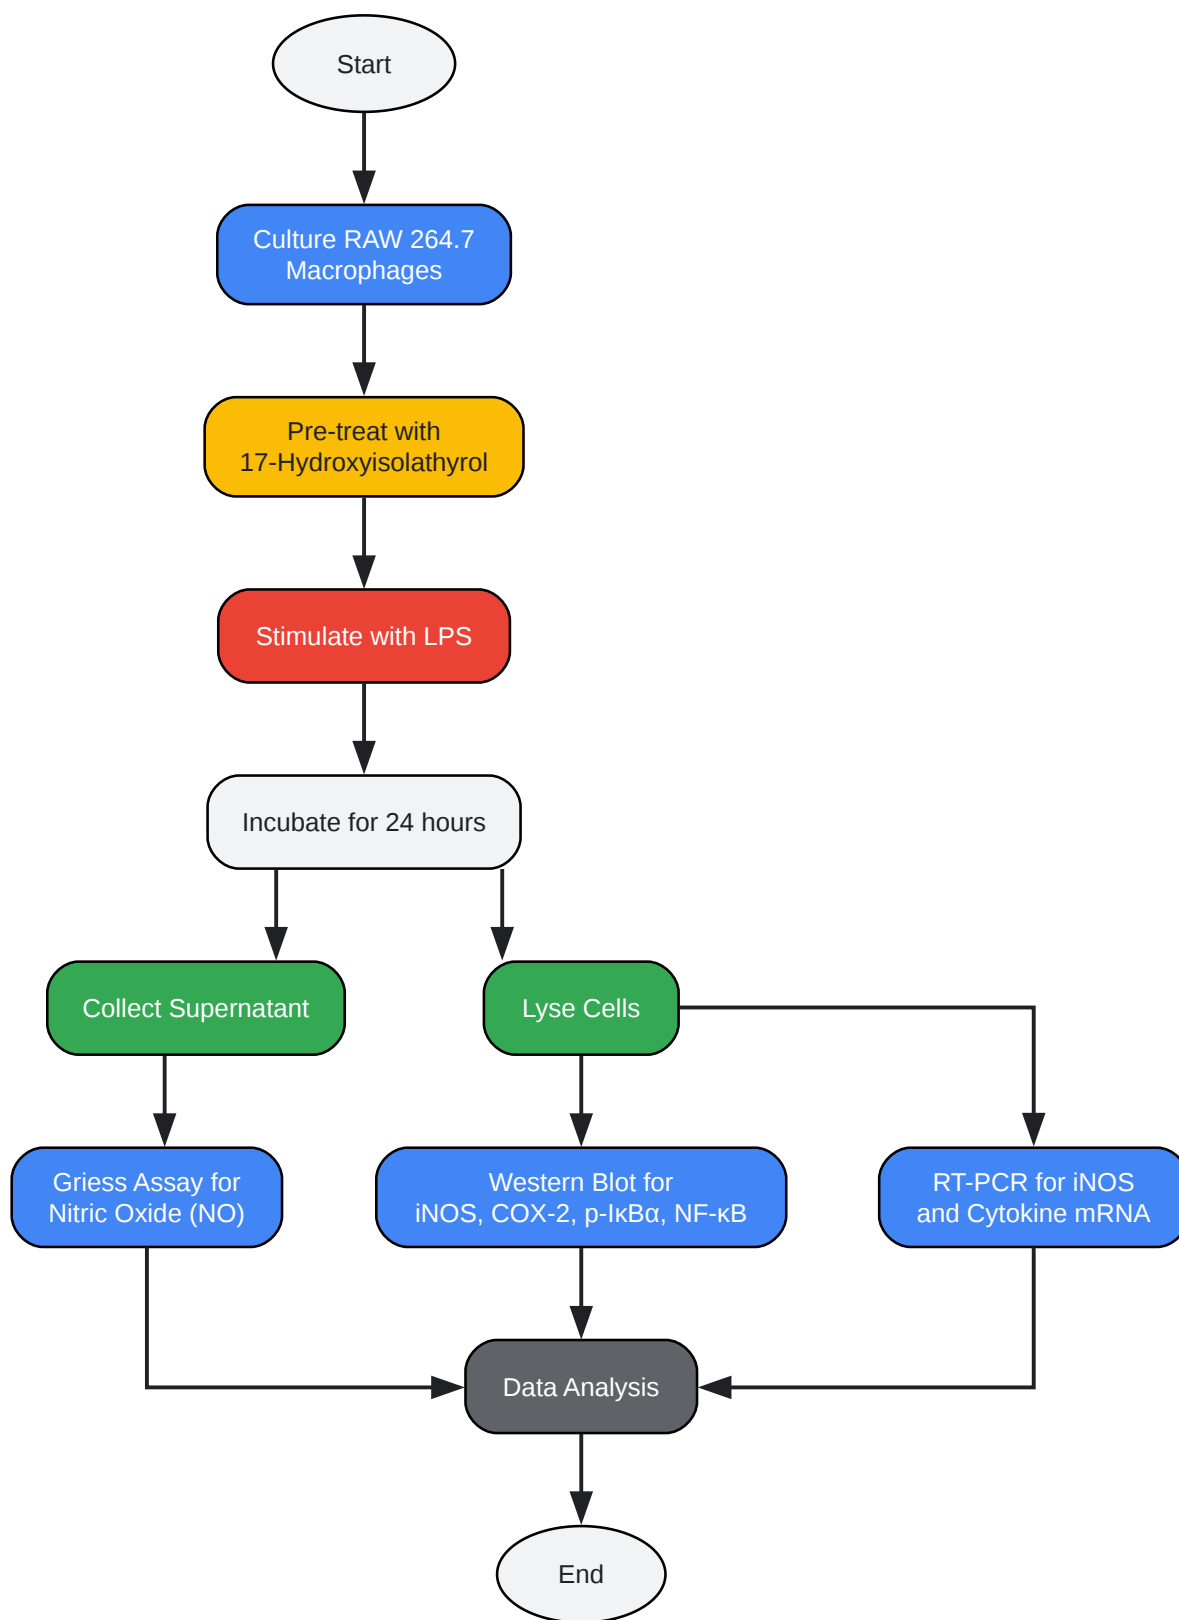 Start
Culture RAW 264.7
Macrophages
Pre-treat with
17-Hydroxyisolathyrol
Stimulate with LPS
Incubate for 24 hours
Collect Supernatant
Lyse Cells
Griess Assay for
Nitric Oxide (NO)
Western Blot for
iNOS, COX-2, p-IκBα, NF-κB
RT-PCR for iNOS
and Cytokine mRNA
Data Analysis
End